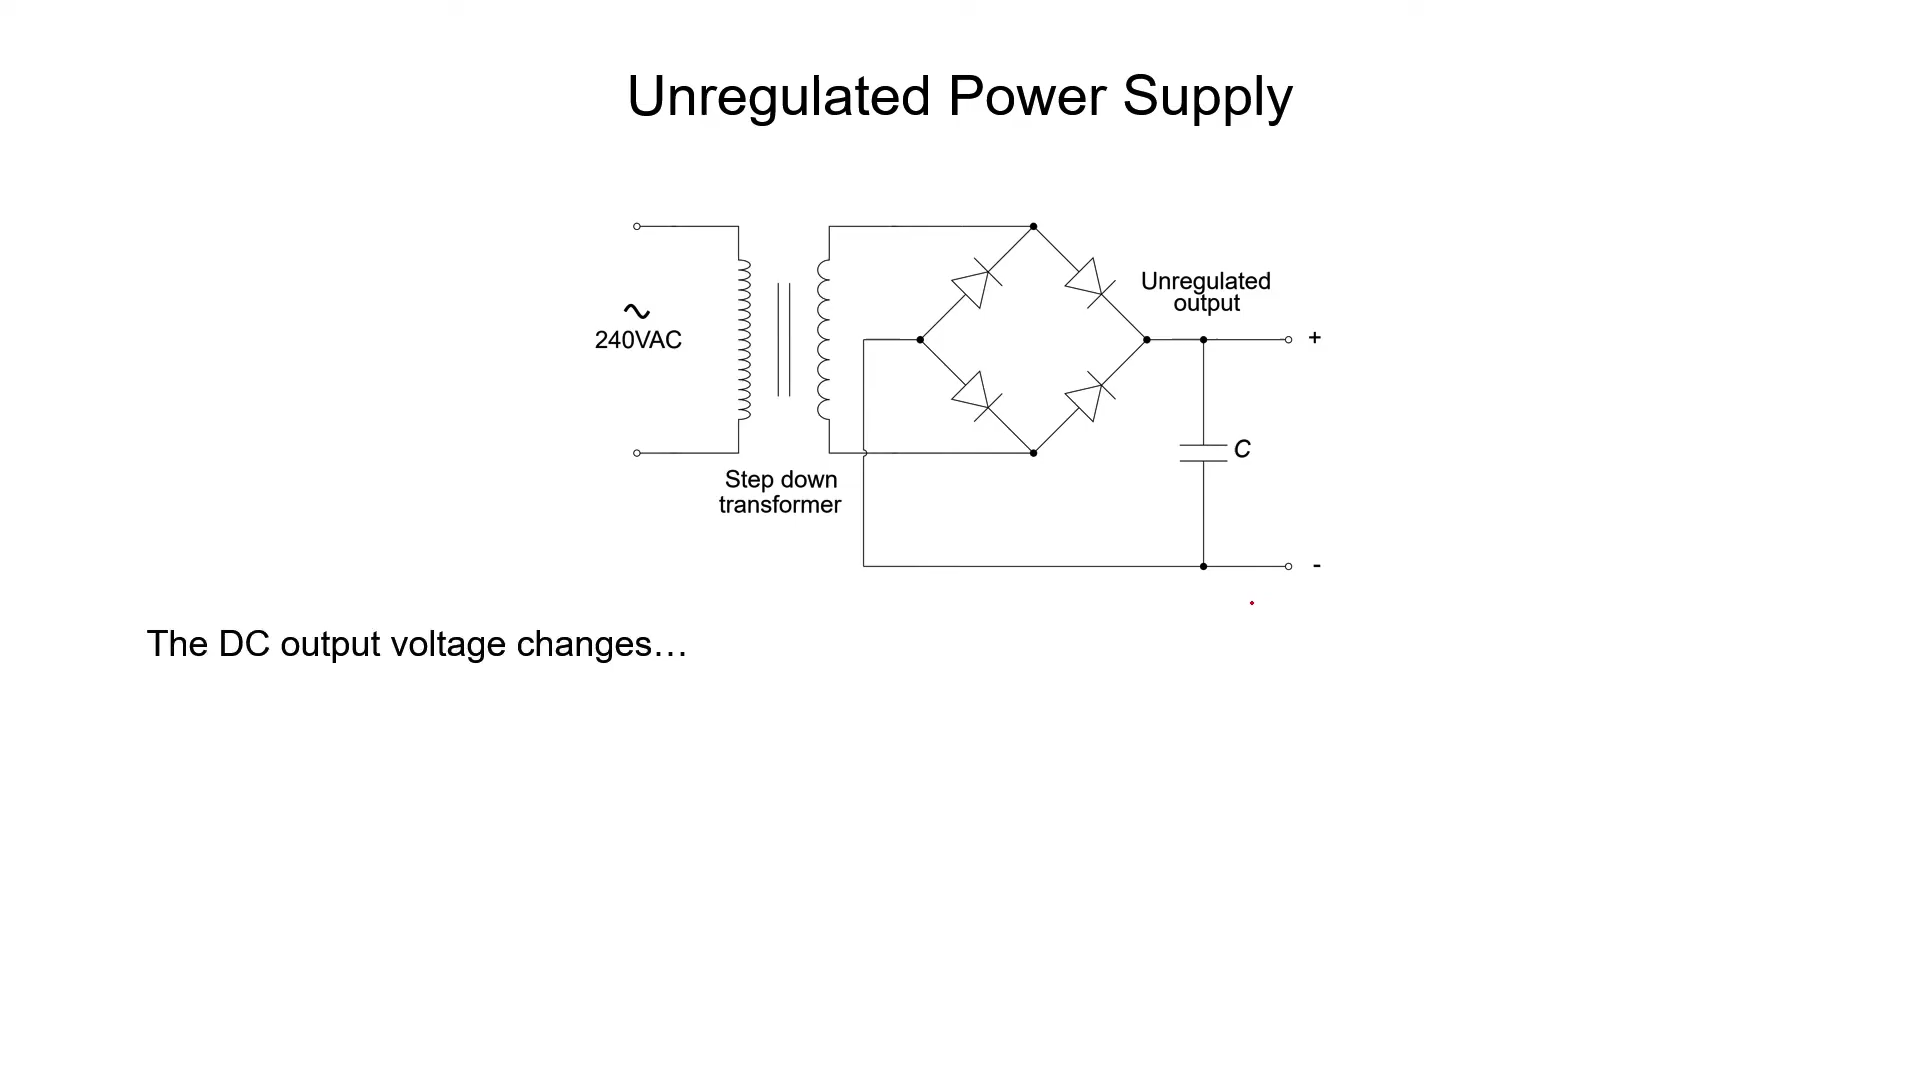 Unregulated Power Supply
Unregulated
output
+
240VAC
C
Step down
transformer
-
The DC output voltage changes…